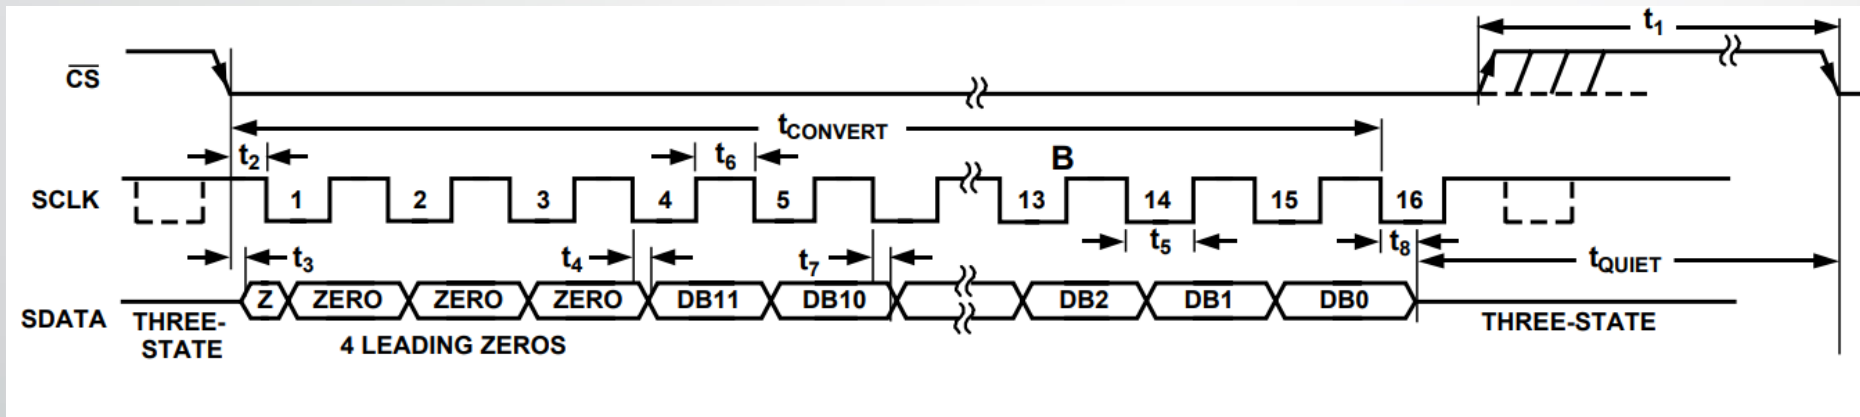 t1
CS
tCONVERT
t2 t6 B
SCLK 1 2 3 4 5 13 14 15 16
t3 t4 t7 t5 t8 tQUIET
SDATA Z ZERO ZERO ZERO DB11 DB10 DB2 DB1 DB0
THREE-STATE 4 LEADING ZEROS THREE-STATE